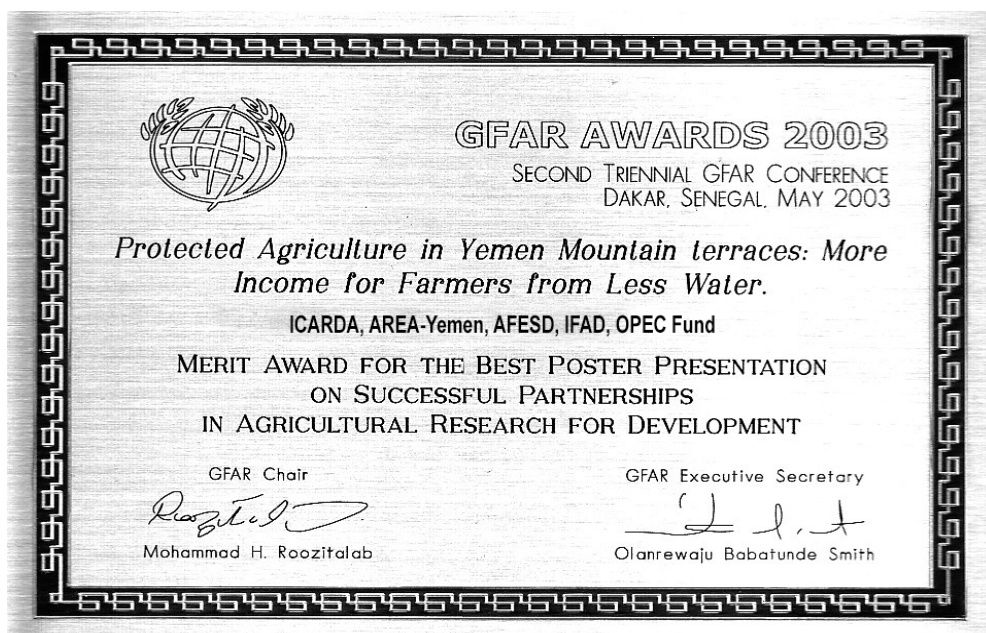 GFAR AWARDS 2003
SECOND TRIENNIAL GFAR CONFERENCE
DAKAR, SENEGAL, MAY 2003
Protected Agriculture in Yemen Mountain terraces: More
Income for Farmers from Less Water.
ICARDA, AREA-Yemen, AFESD, IFAD, OPEC Fund
MERIT AWARD FOR THE BEST POSTER PRESENTATION
ON SUCCESSFUL PARTNERSHIPS
IN AGRICULTURAL RESEARCH FOR DEVELOPMENT
GFAR Chair
GFAR Executive Secretary
Mohammad H. Roozitalab
Olanrewaju Babatunde Smith